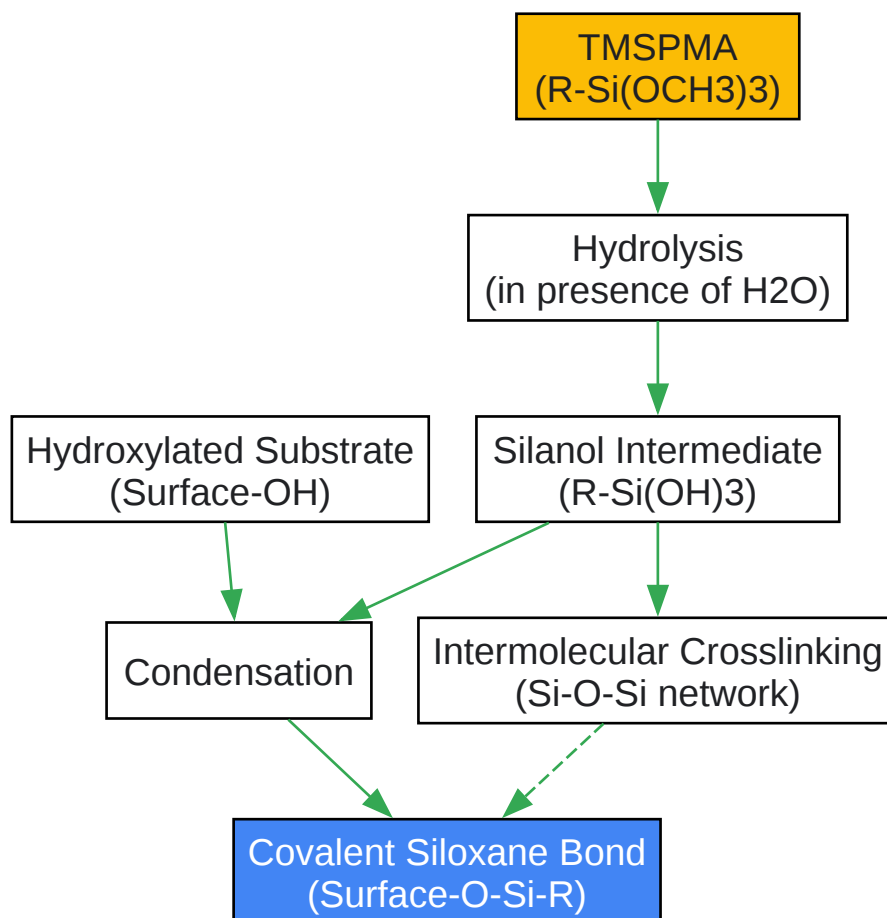 TMSPMA
(R-Si(OCH3)3)
Hydrolysis
(in presence of H2O)
Hydroxylated Substrate
(Surface-OH)
Silanol Intermediate
(R-Si(OH)3)
Condensation
Intermolecular Crosslinking
(Si-O-Si network)
Covalent Siloxane Bond
(Surface-O-Si-R)